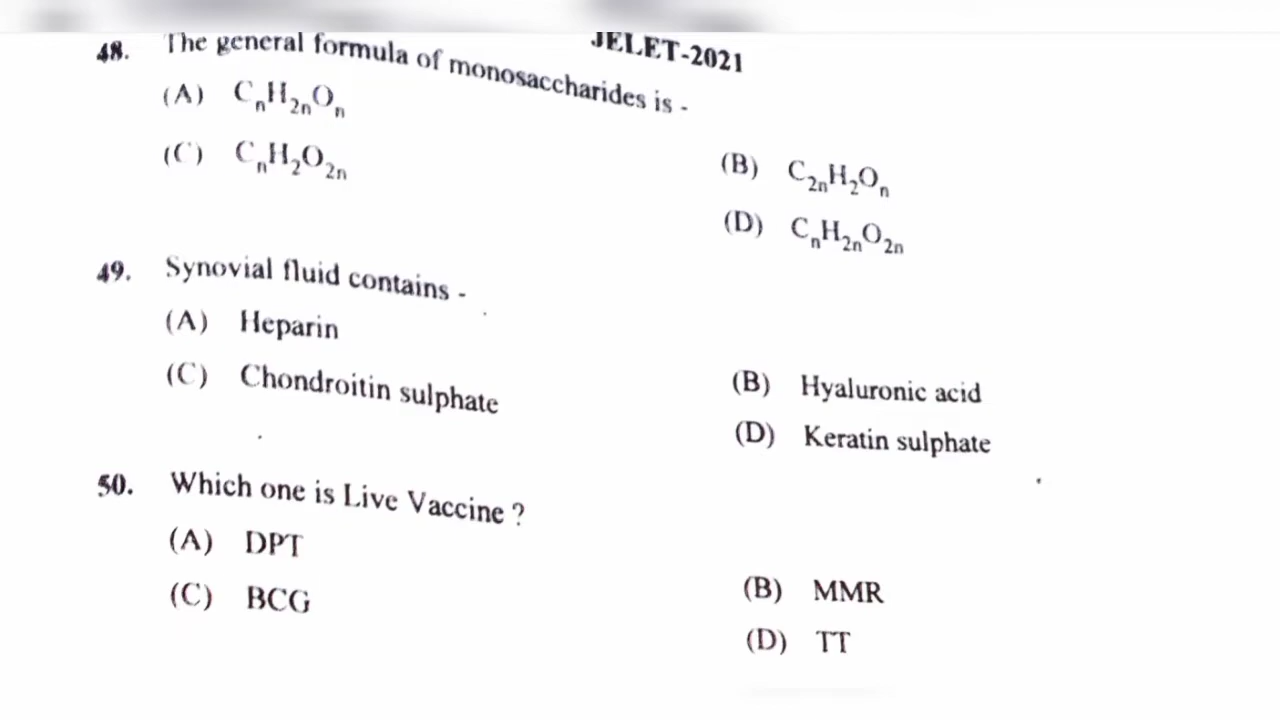 JELET-2021
48. The general formula of monosaccharides is -
(A) CₙH₂ₙOₙ
(B) C₂ₙH₂Oₙ
(C) CₙH₂O₂ₙ
(D) CₙH₂ₙO₂ₙ
49. Synovial fluid contains -
(A) Heparin
(B) Hyaluronic acid
(C) Chondroitin sulphate
(D) Keratin sulphate
50. Which one is Live Vaccine ?
(A) DPT
(B) MMR
(C) BCG
(D) TT